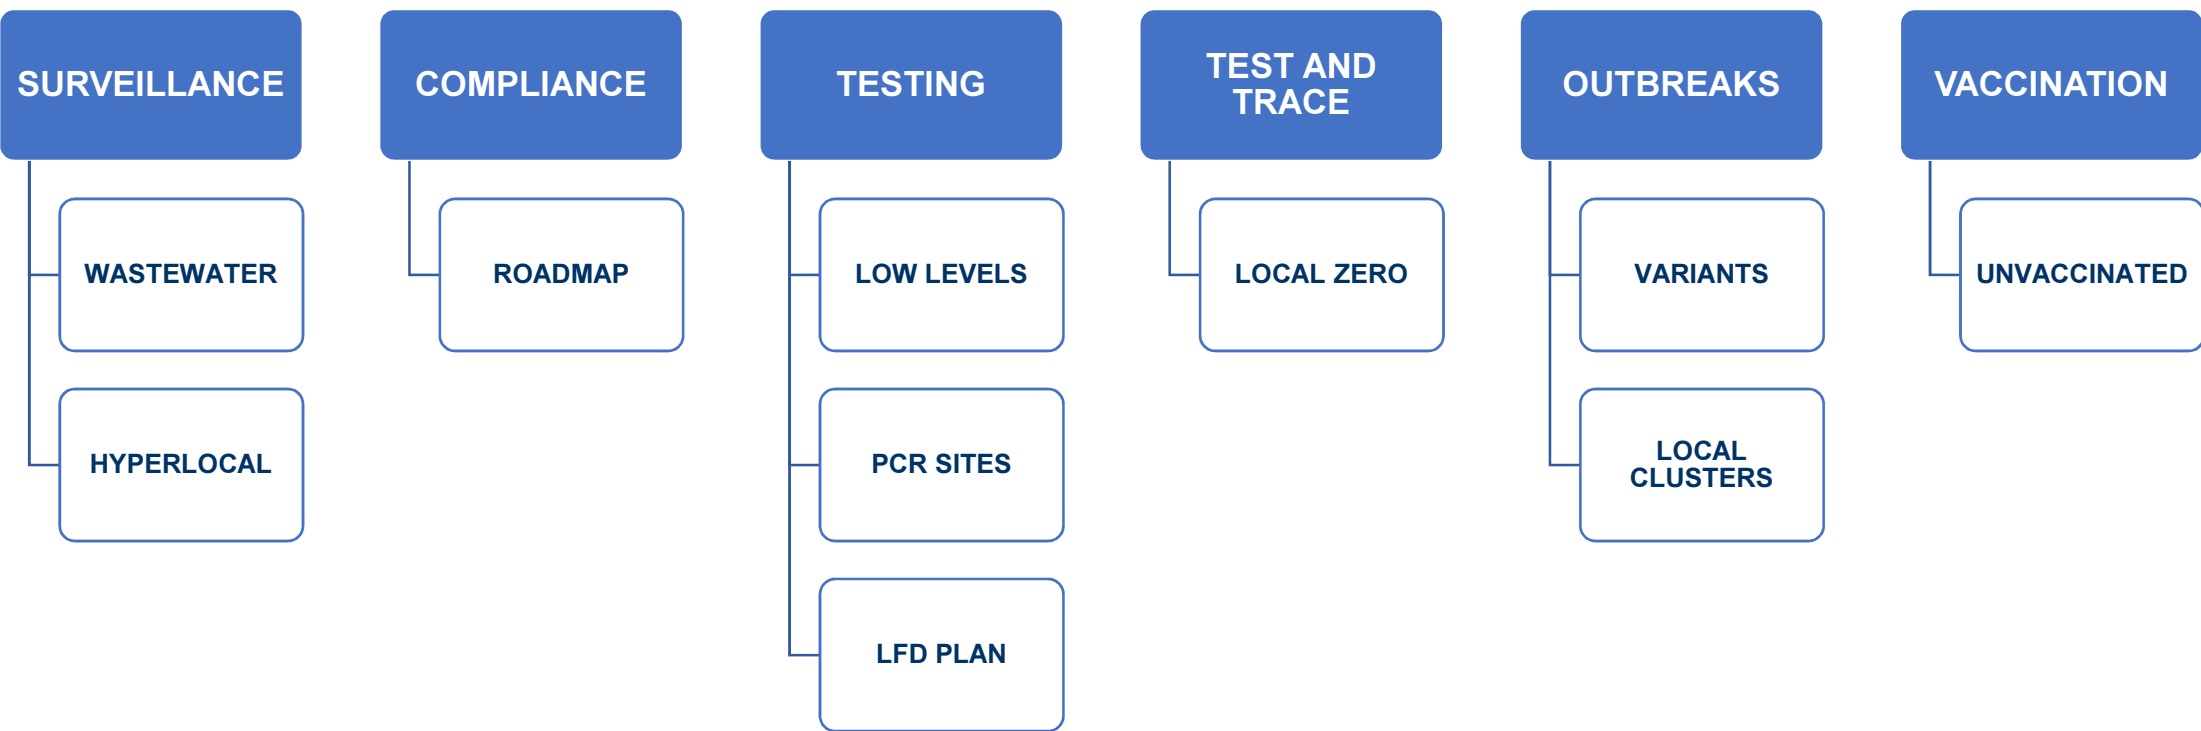 SURVEILLANCE
WASTEWATER
HYPERLOCAL
COMPLIANCE
ROADMAP
TESTING
LOW LEVELS
PCR SITES
LFD PLAN
TEST AND
TRACE
LOCAL ZERO
OUTBREAKS
VARIANTS
LOCAL
CLUSTERS
VACCINATION
UNVACCINATED